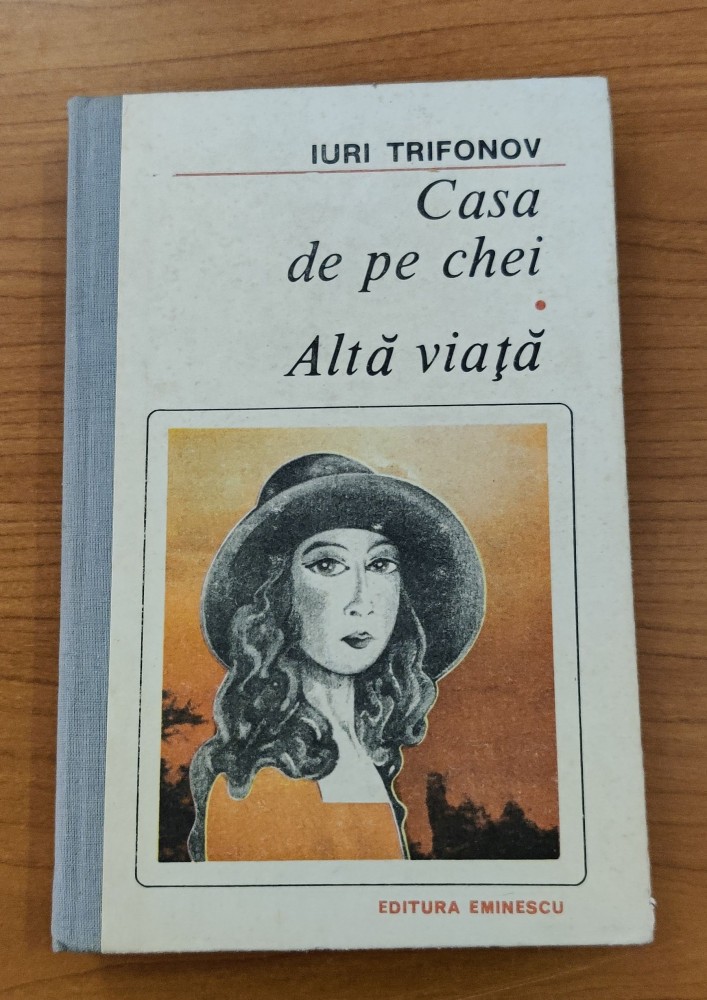 IURI TRIFONOV
Casa
de pe chei
•
Altă viaţă
EDITURA EMINESCU